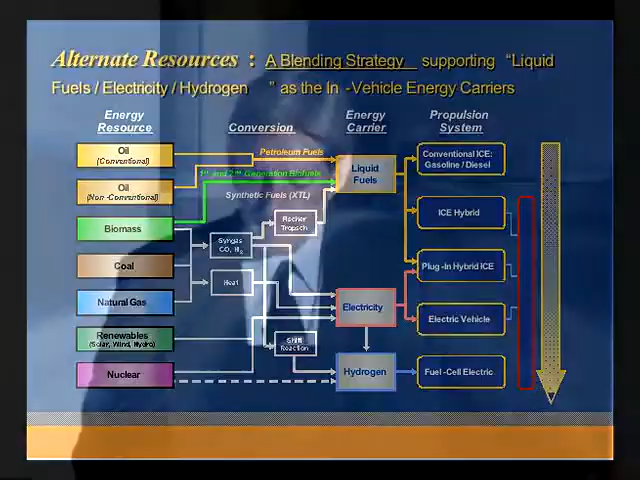 Alternate Resources : A Blending Strategy supporting “Liquid
Fuels / Electricity / Hydrogen ” as the In -Vehicle Energy Carriers
Energy
Resource
Conversion
Energy
Carrier
Propulsion
System
Oil
(Conventional)
Oil
(Non -Conventional)
Biomass
Coal
Natural Gas
Renewables
(Solar, Wind, Hydro)
Nuclear
Petroleum Fuels
1st and 2nd Generation Biofuels
Synthetic Fuels (XTL)
Fischer
Tropsch
Syngas
CO, H2
Heat
Shift
Reaction
Liquid
Fuels
Electricity
Hydrogen
Conventional ICE:
Gasoline / Diesel
ICE Hybrid
Plug-In Hybrid ICE
Electric Vehicle
Fuel-Cell Electric